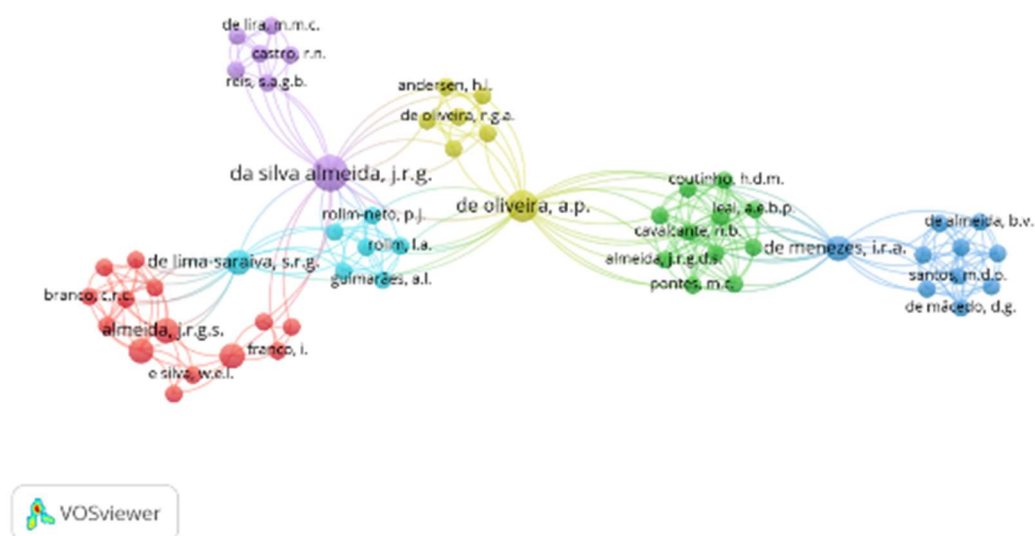 de lira, m.m.c.
castro, r.n.
reis, s.a.g.b.
andersen, h.l.
de oliveira, r.g.a.
da silva almeida, j.r.g.
de oliveira, a.p.
coutinho, h.d.m.
leal, a.e.b.p.
cavalcante, n.b.
de menezes, i.r.a.
almeida, j.r.g.d.s.
pontes, m.c.
de almeida, b.v.
santos, m.d.o.
de mâcedo, d.g.
rolim-neto, p.j.
rolim, l.a.
guimarães, a.l.
de lima-saraiva, s.r.g.
branco, c.r.c.
almeida, j.r.g.s.
franco, i.
e silva, w.e.l.
VOSviewer